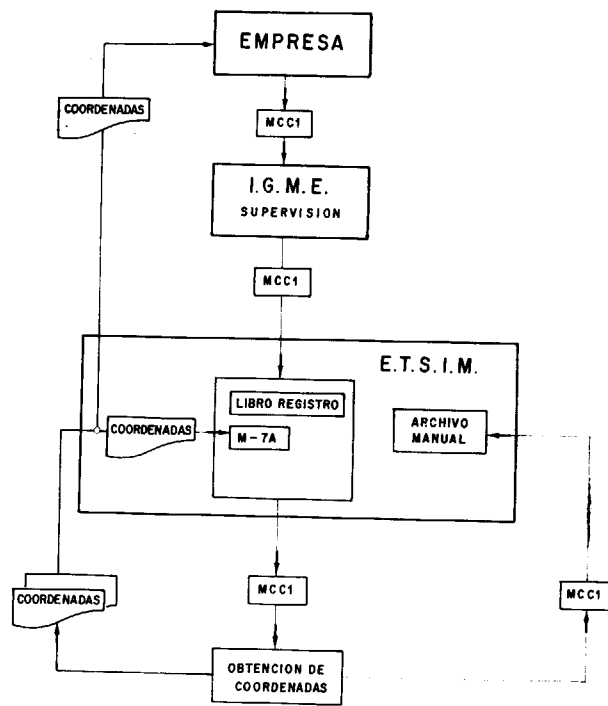 EMPRESA
COORDENADAS
MCC1
I.G.M.E.
SUPERVISION
MCC1
E.T.S.I.M.
LIBRO REGISTRO
M-7A
COORDENADAS
ARCHIVO
MANUAL
COORDENADAS
MCC1
MCC1
OBTENCION DE
COORDENADAS